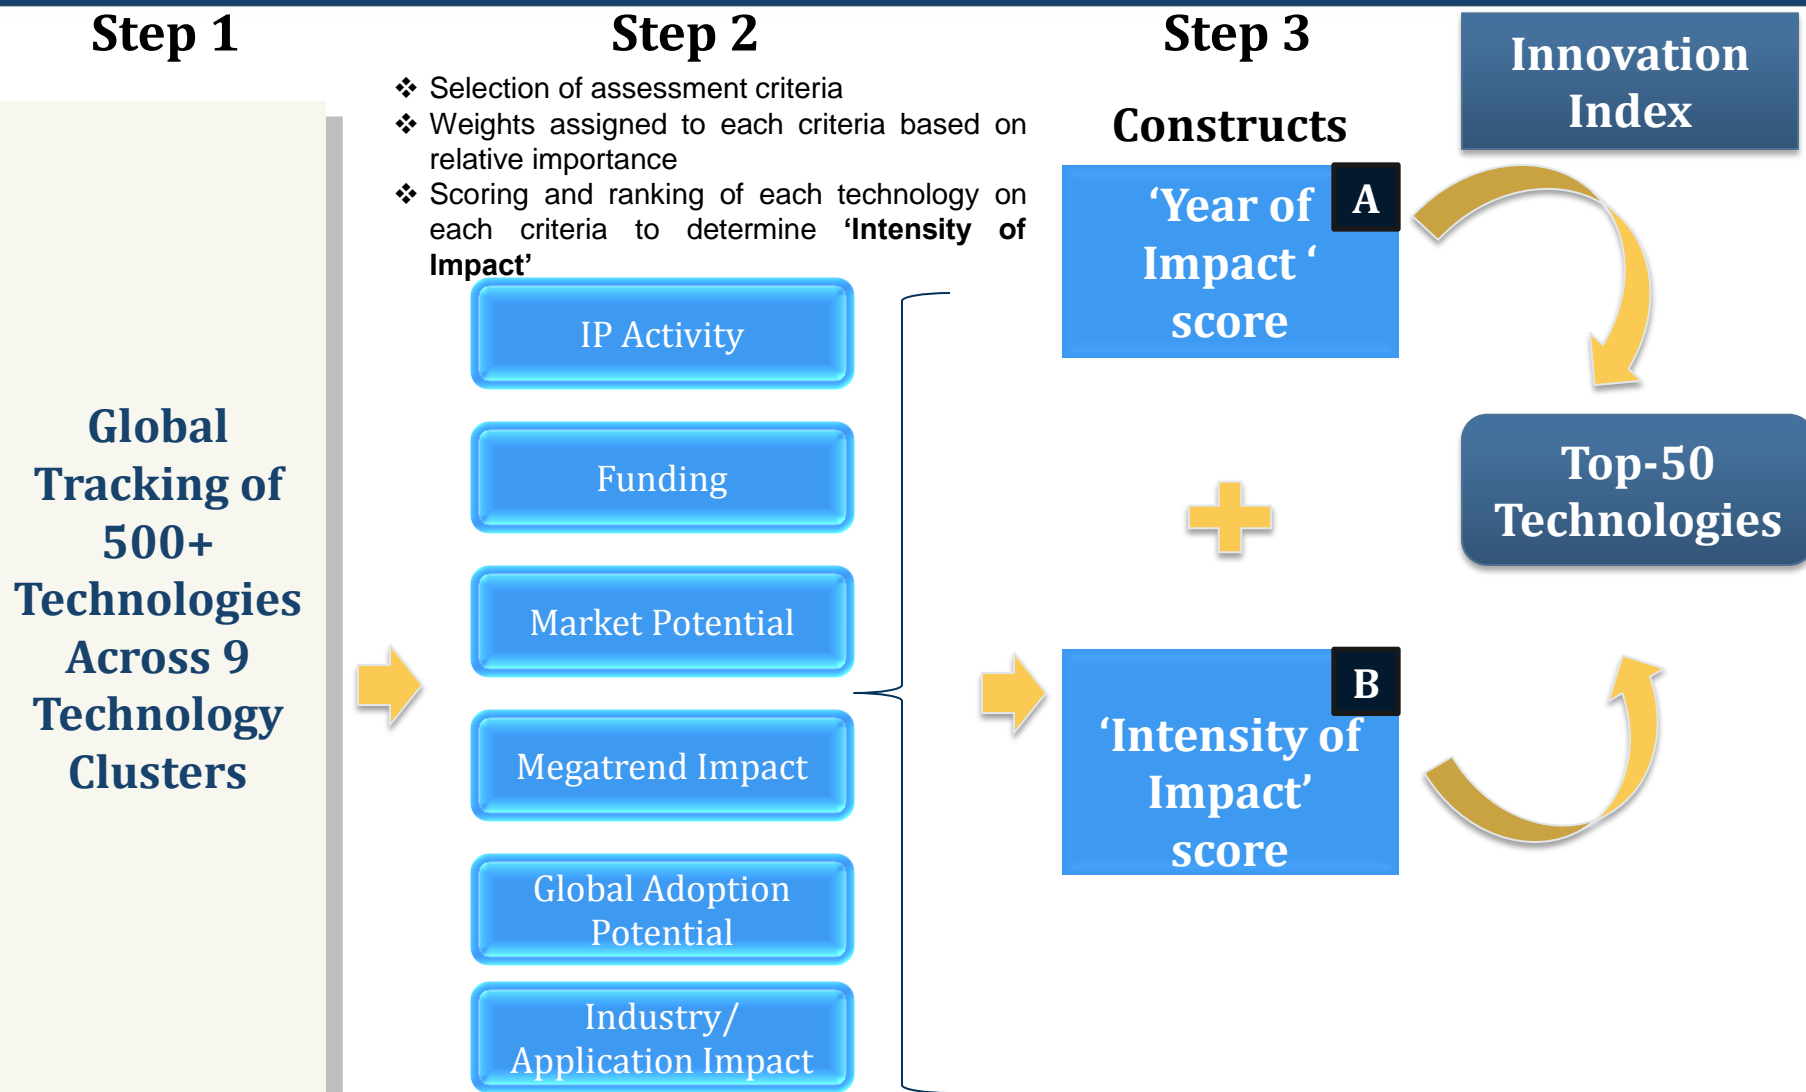 Step 1
Global
Tracking of
500+
Technologies
Across 9
Technology
Clusters
Step 2
❖ Selection of assessment criteria
❖ Weights assigned to each criteria based on
relative importance
❖ Scoring and ranking of each technology on
each criteria to determine ‘Intensity of
Impact’
IP Activity
Funding
Market Potential
Megatrend Impact
Global Adoption
Potential
Industry/
Application Impact
Step 3
Constructs
‘Year of
Impact ‘
score
A
‘Intensity of
Impact’
score
B
Innovation
Index
Top-50
Technologies